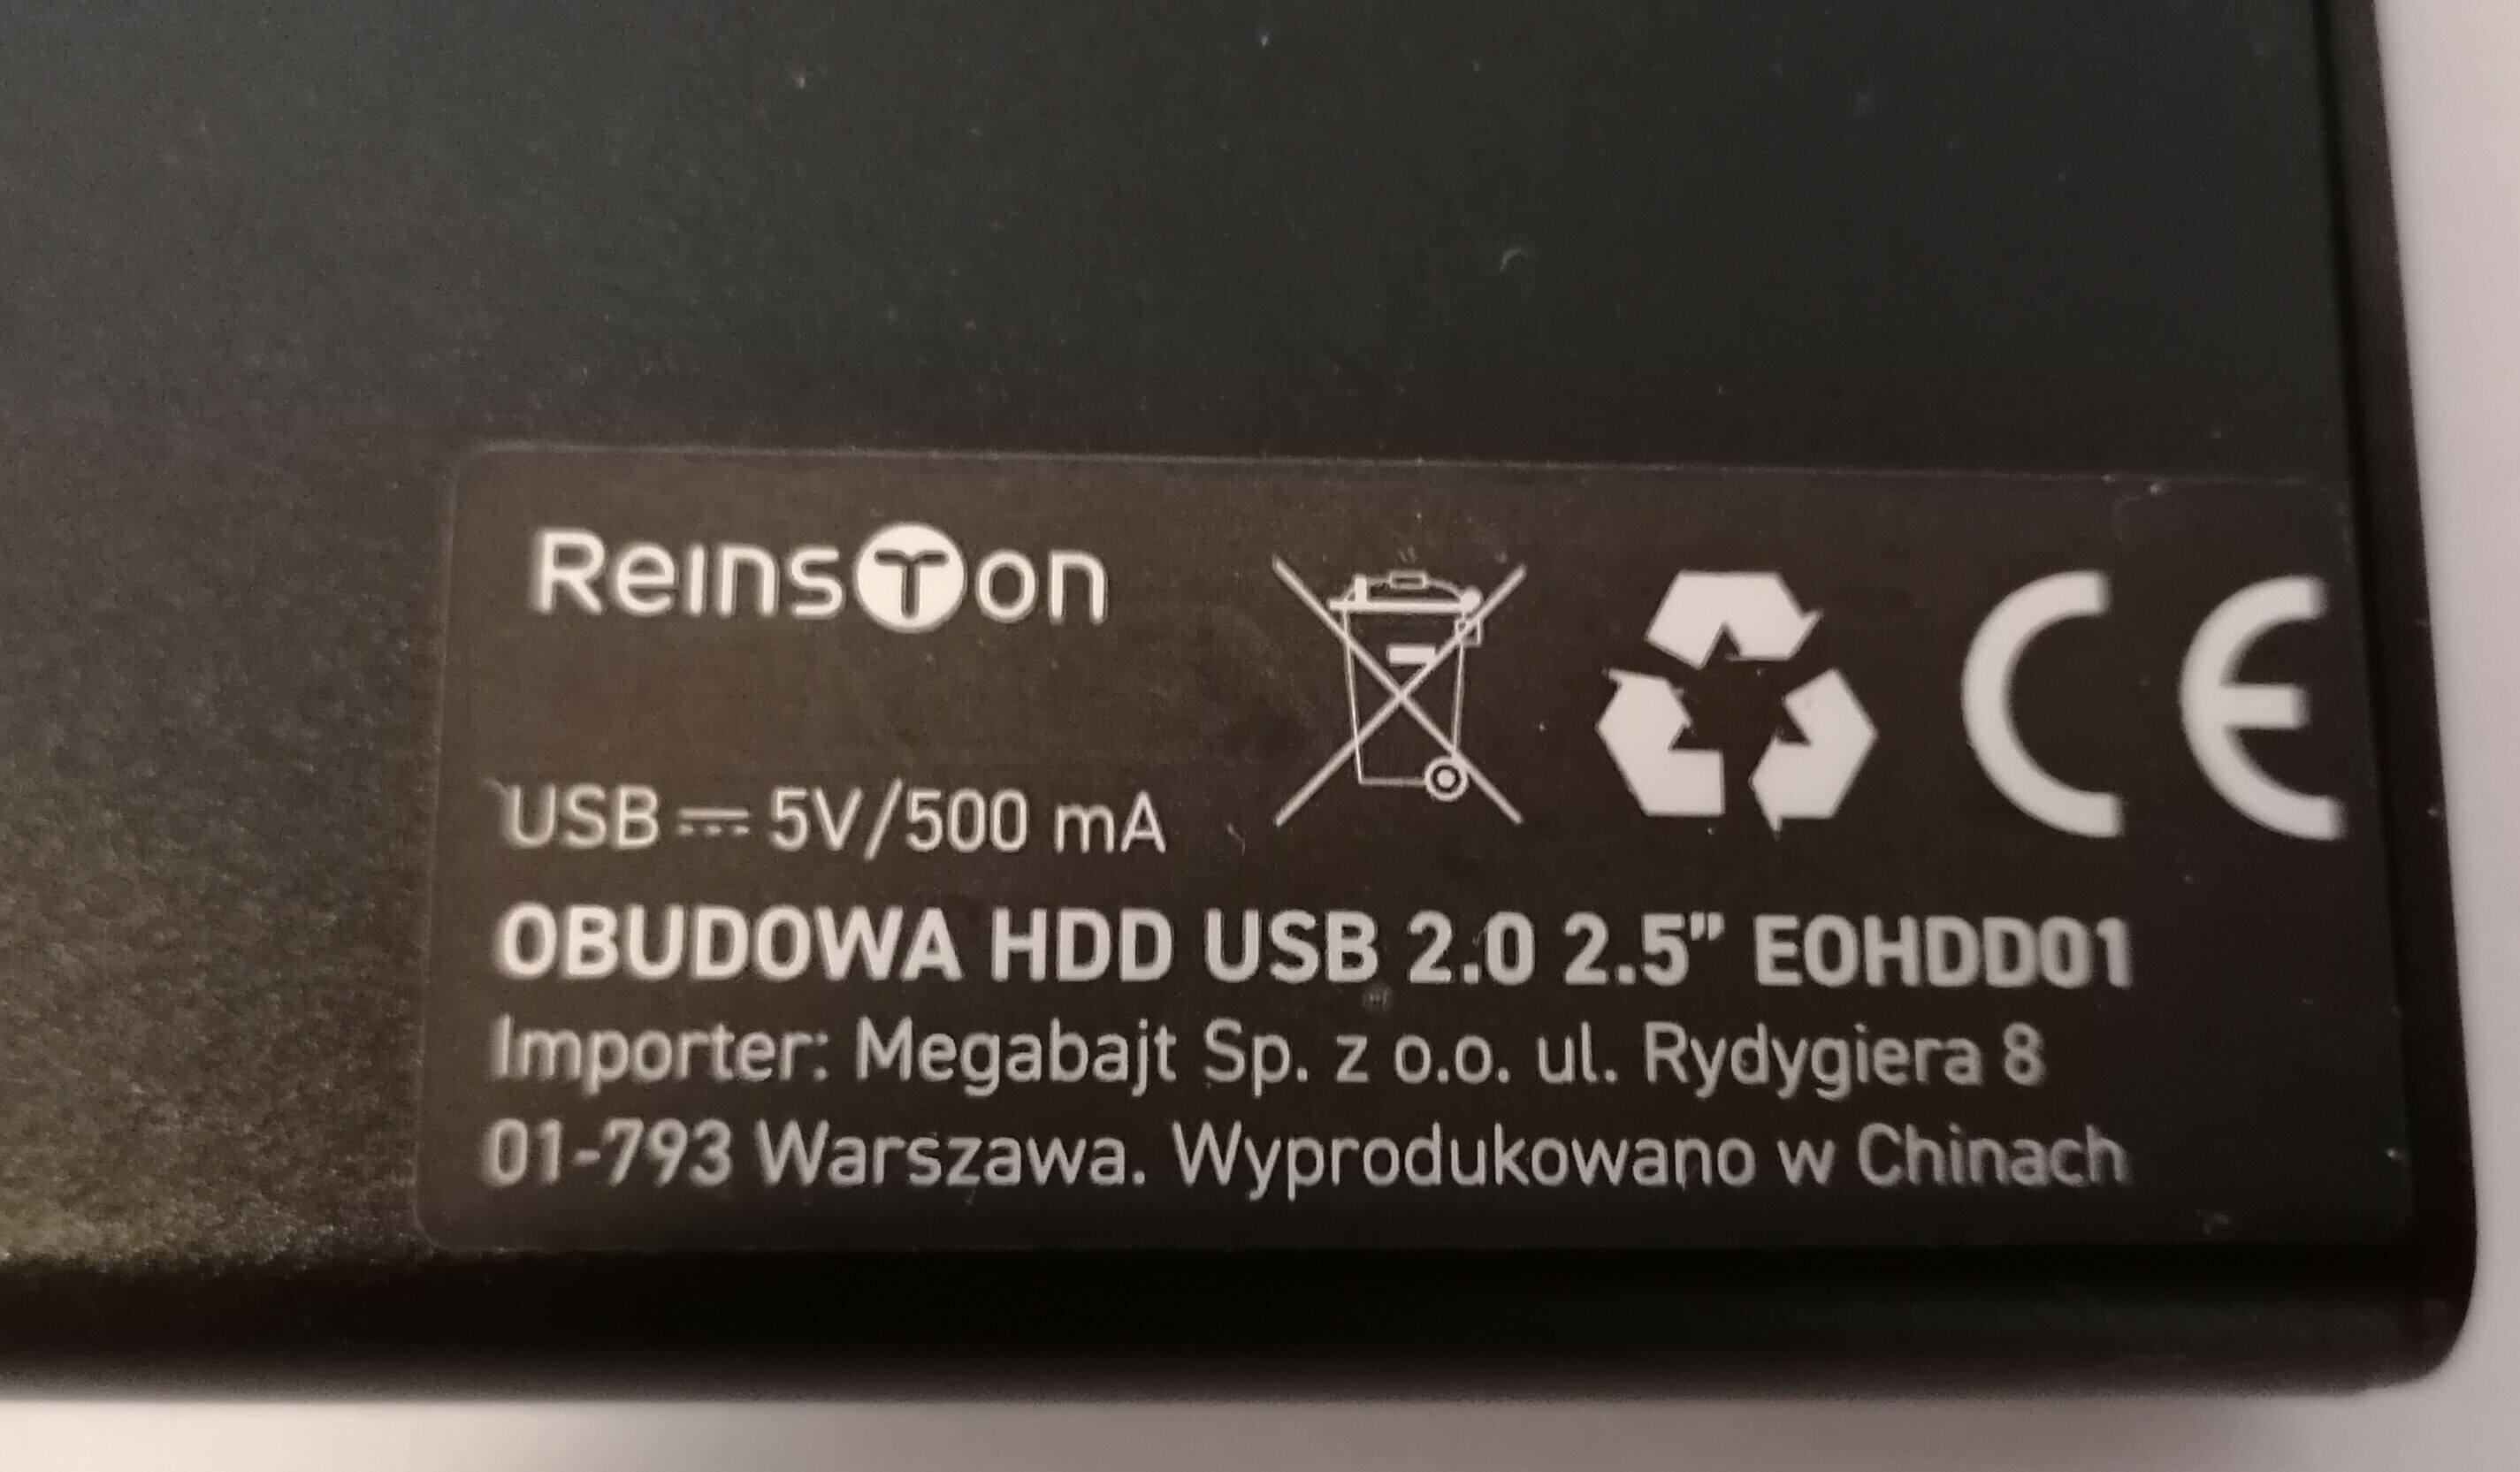 Reinston
USB ⎓ 5V/500 mA
OBUDOWA HDD USB 2.0 2.5” EOHDD01
Importer: Megabajt Sp. z o.o. ul. Rydygiera 8
01-793 Warszawa. Wyprodukowano w Chinach
CE